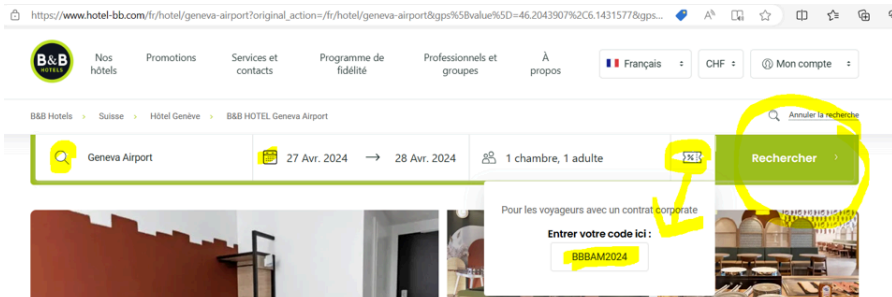 https://www.hotel-bb.com/fr/hotel/geneva-airport?original_action=/fr/hotel/geneva-airport&gps%5Bvalue%5D=46.2043907%2C6.1431577&gps...
B&B
HOTELS
Nos hôtels
Promotions
Services et contacts
Programme de fidélité
Professionnels et groupes
À propos
Français
CHF
Mon compte
B&B Hotels > Suisse > Hôtel Genève > B&B HOTEL Geneva Airport
Annuler la recherche
Geneva Airport
27 Avr. 2024 → 28 Avr. 2024
1 chambre, 1 adulte
Rechercher >
Pour les voyageurs avec un contrat corporate
Entrer votre code ici :
BBBAM2024